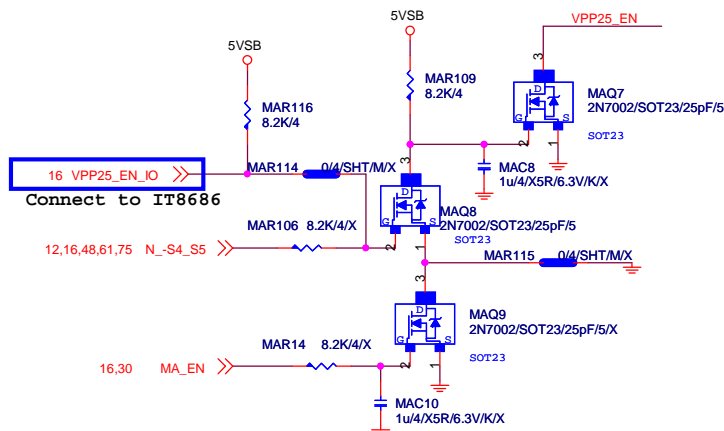 VPP25_EN
5VSB
5VSB
3
MAR109
8.2K/4
D
MAQ7
2N7002/SOT23/25pF/5
MAR116
8.2K/4
G
S
2
1
SOT23
3
MAC8
1u/4/X5R/6.3V/K/X
16 VPP25_EN_IO
MAR114
0/4/SHT/M/X
Connect to IT8686
D
MAQ8
2N7002/SOT23/25pF/5
G
S
SOT23
MAR106 8.2K/4/X
12,16,48,61,75 N_-S4_S5
2
1
MAR115
0/4/SHT/M/X
3
D
MAQ9
2N7002/SOT23/25pF/5/X
G
S
SOT23
MAR14 8.2K/4/X
2
1
16,30 MA_EN
MAC10
1u/4/X5R/6.3V/K/X